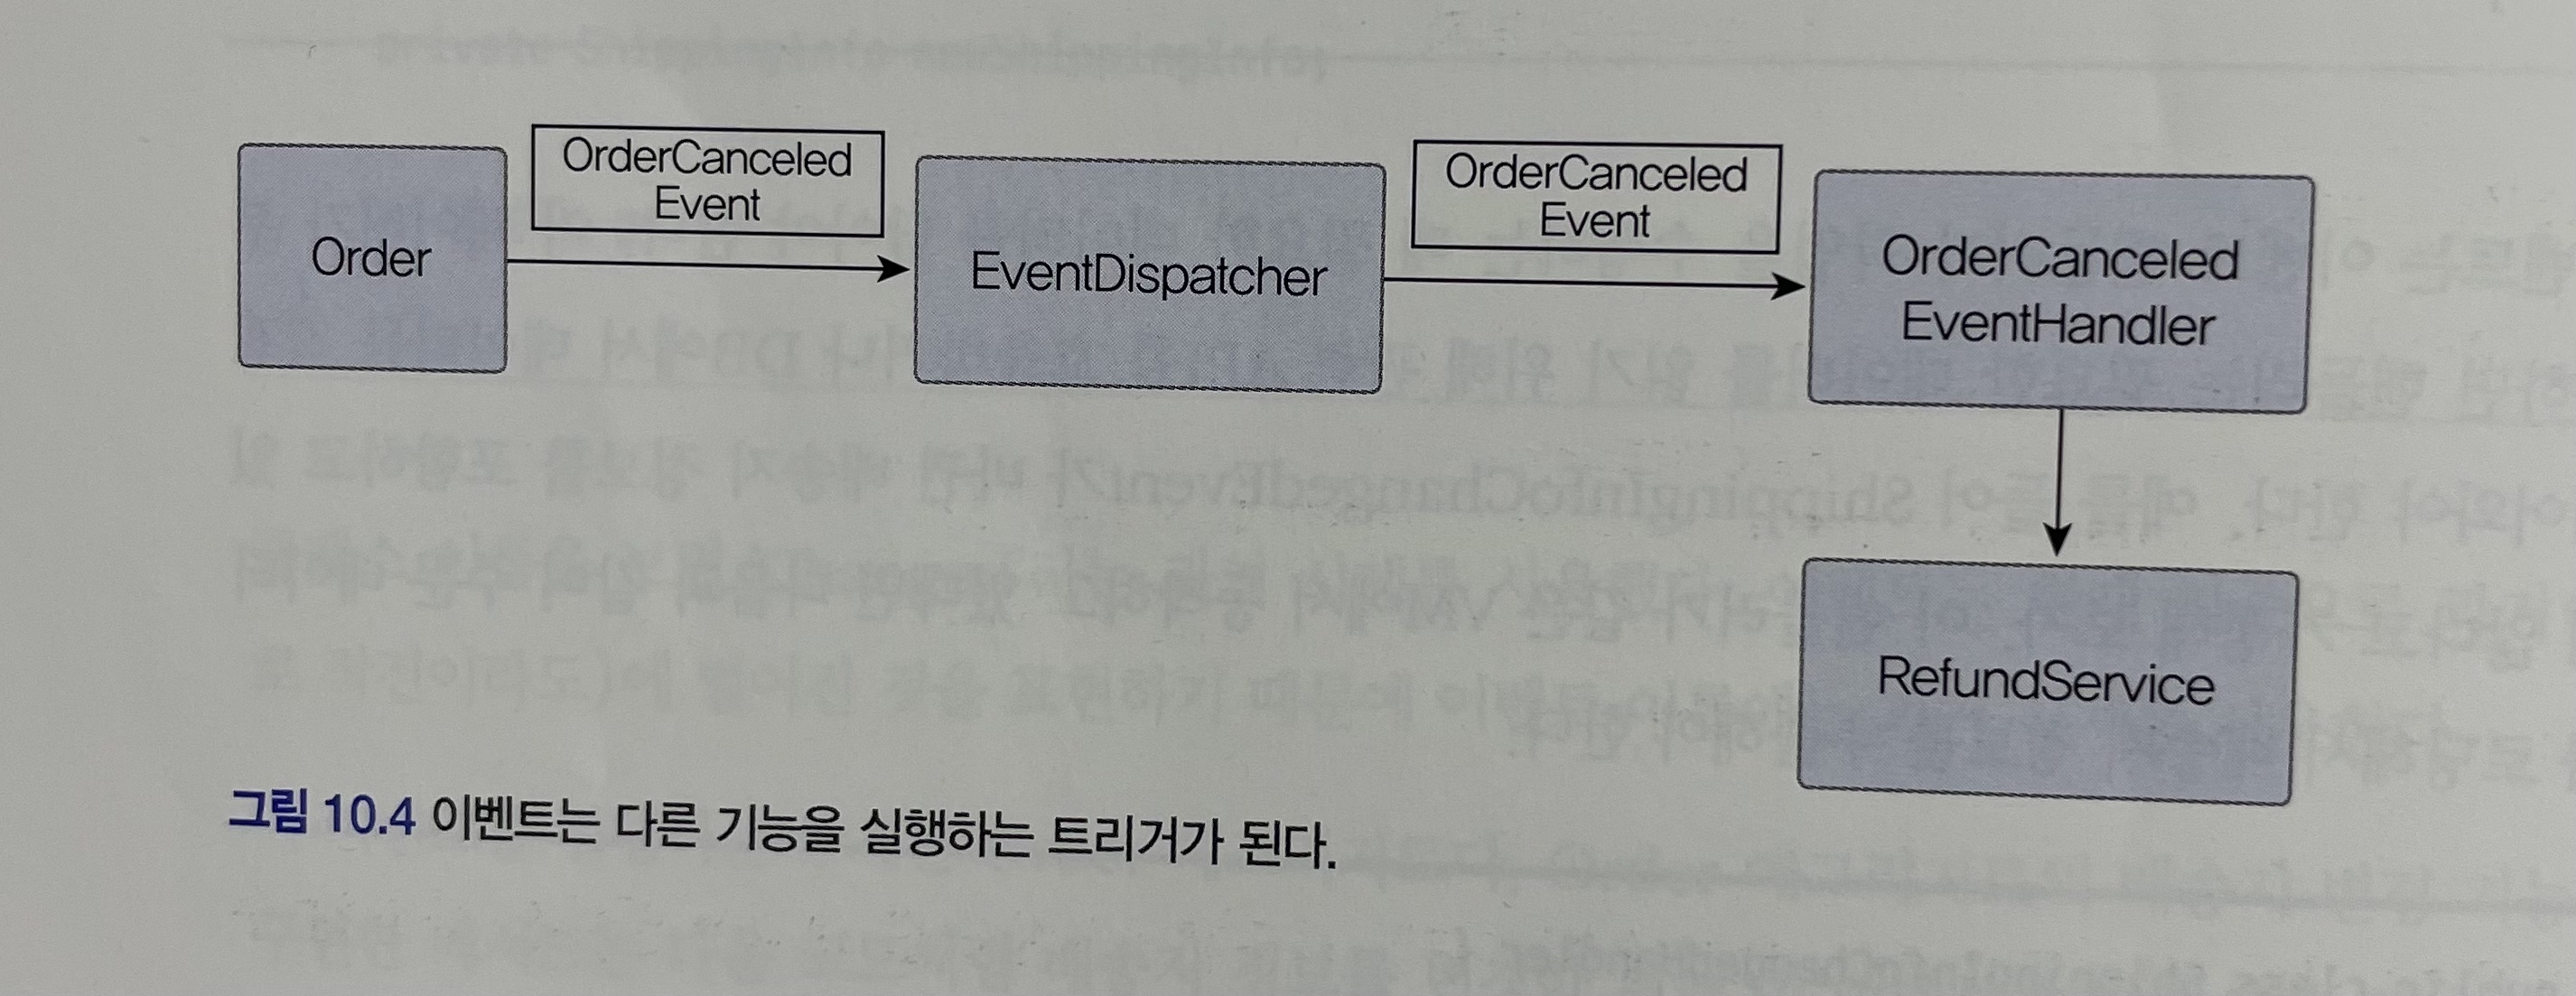 OrderCanceled
Event
OrderCanceled
Event
Order
EventDispatcher
OrderCanceled
EventHandler
RefundService
그림 10.4 이벤트는 다른 기능을 실행하는 트리거가 된다.